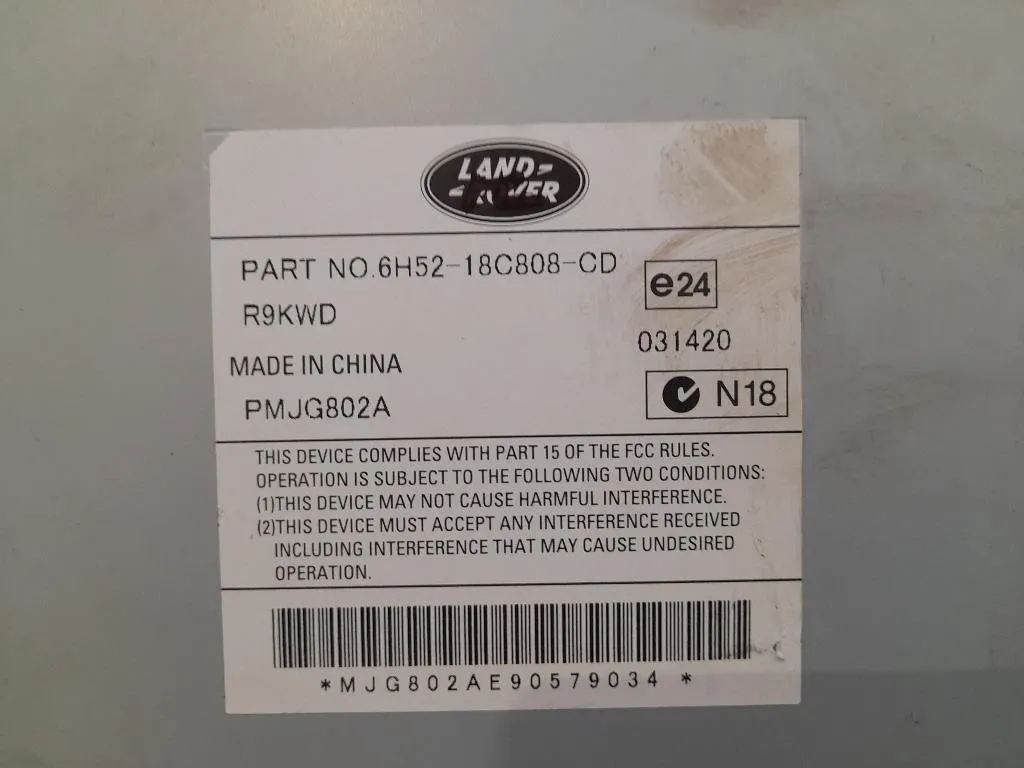 LAND-
-ROVER
PART NO.6H52-18C808-CD
e24
R9KWD
031420
MADE IN CHINA
N18
PMJG802A
THIS DEVICE COMPLIES WITH PART 15 OF THE FCC RULES.
OPERATION IS SUBJECT TO THE FOLLOWING TWO CONDITIONS:
(1)THIS DEVICE MAY NOT CAUSE HARMFUL INTERFERENCE.
(2)THIS DEVICE MUST ACCEPT ANY INTERFERENCE RECEIVED
INCLUDING INTERFERENCE THAT MAY CAUSE UNDESIRED
OPERATION.
*MJG802AE90579034 *